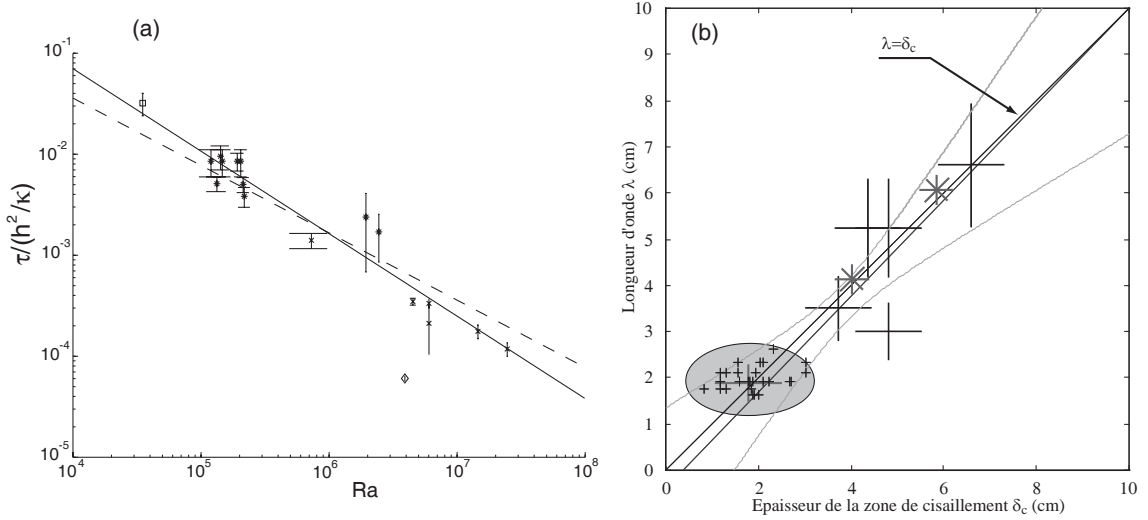 (a)
10^-1
10^-2
10^-3
10^-4
10^-5
τ/(h^2/κ)
10^4 10^5 10^6 10^7 10^8
Ra
(b)
λ=δ_c
10
9
8
7
6
5
4
3
2
1
0
Longueur d'onde λ (cm)
0 2 4 6 8 10
Epaisseur de la zone de cisaillement δ_c (cm)